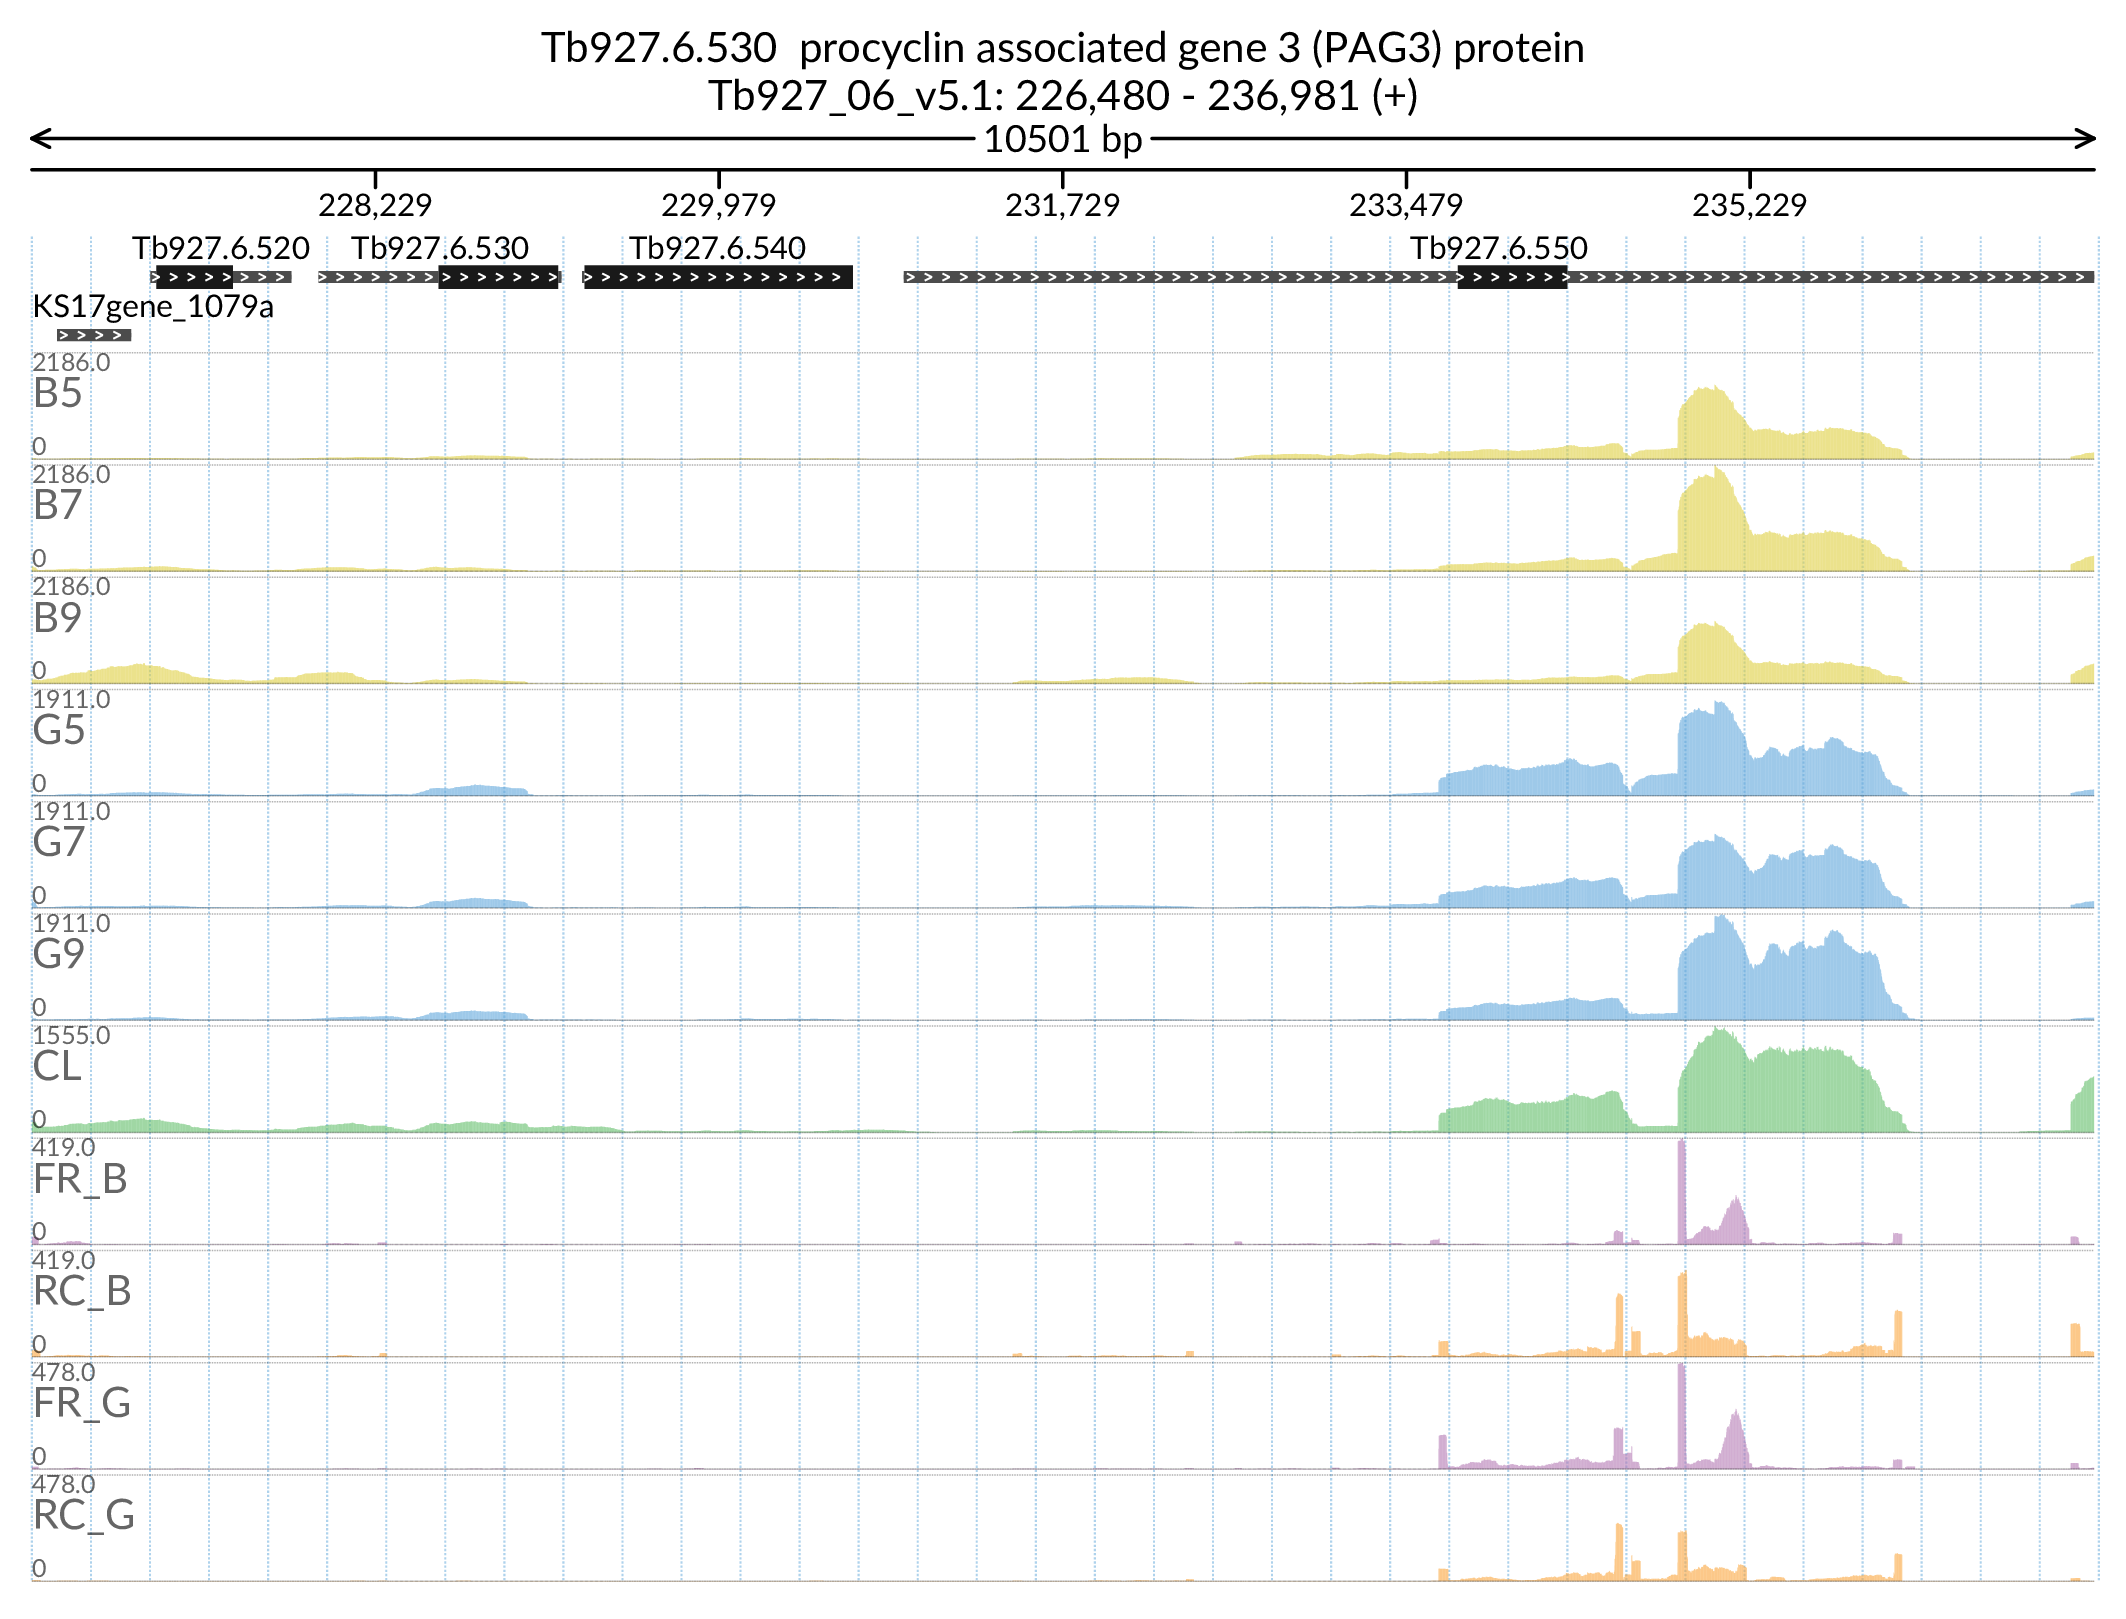 Tb927.6.530 procyclin associated gene 3 (PAG3) protein
Tb927_06_v5.1: 226,480 - 236,981 (+)
10501 bp
228,229 229,979 231,729 233,479 235,229
Tb927.6.520 Tb927.6.530 Tb927.6.540 Tb927.6.550
KS17gene_1079a
2186.0
B5
0
2186.0
B7
0
2186.0
B9
0
1911.0
G5
0
1911.0
G7
0
1911.0
G9
0
1555.0
CL
0
419.0
FR_B
0
419.0
RC_B
0
478.0
FR_G
0
478.0
RC_G
0